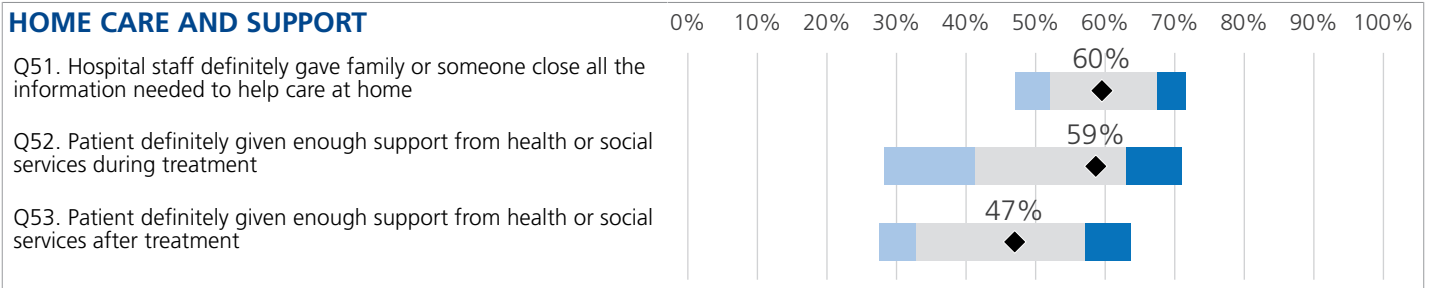 HOME CARE AND SUPPORT
0% 10% 20% 30% 40% 50% 60% 70% 80% 90% 100%
Q51. Hospital staff definitely gave family or someone close all the
information needed to help care at home
60%
Q52. Patient definitely given enough support from health or social
services during treatment
59%
Q53. Patient definitely given enough support from health or social
services after treatment
47%